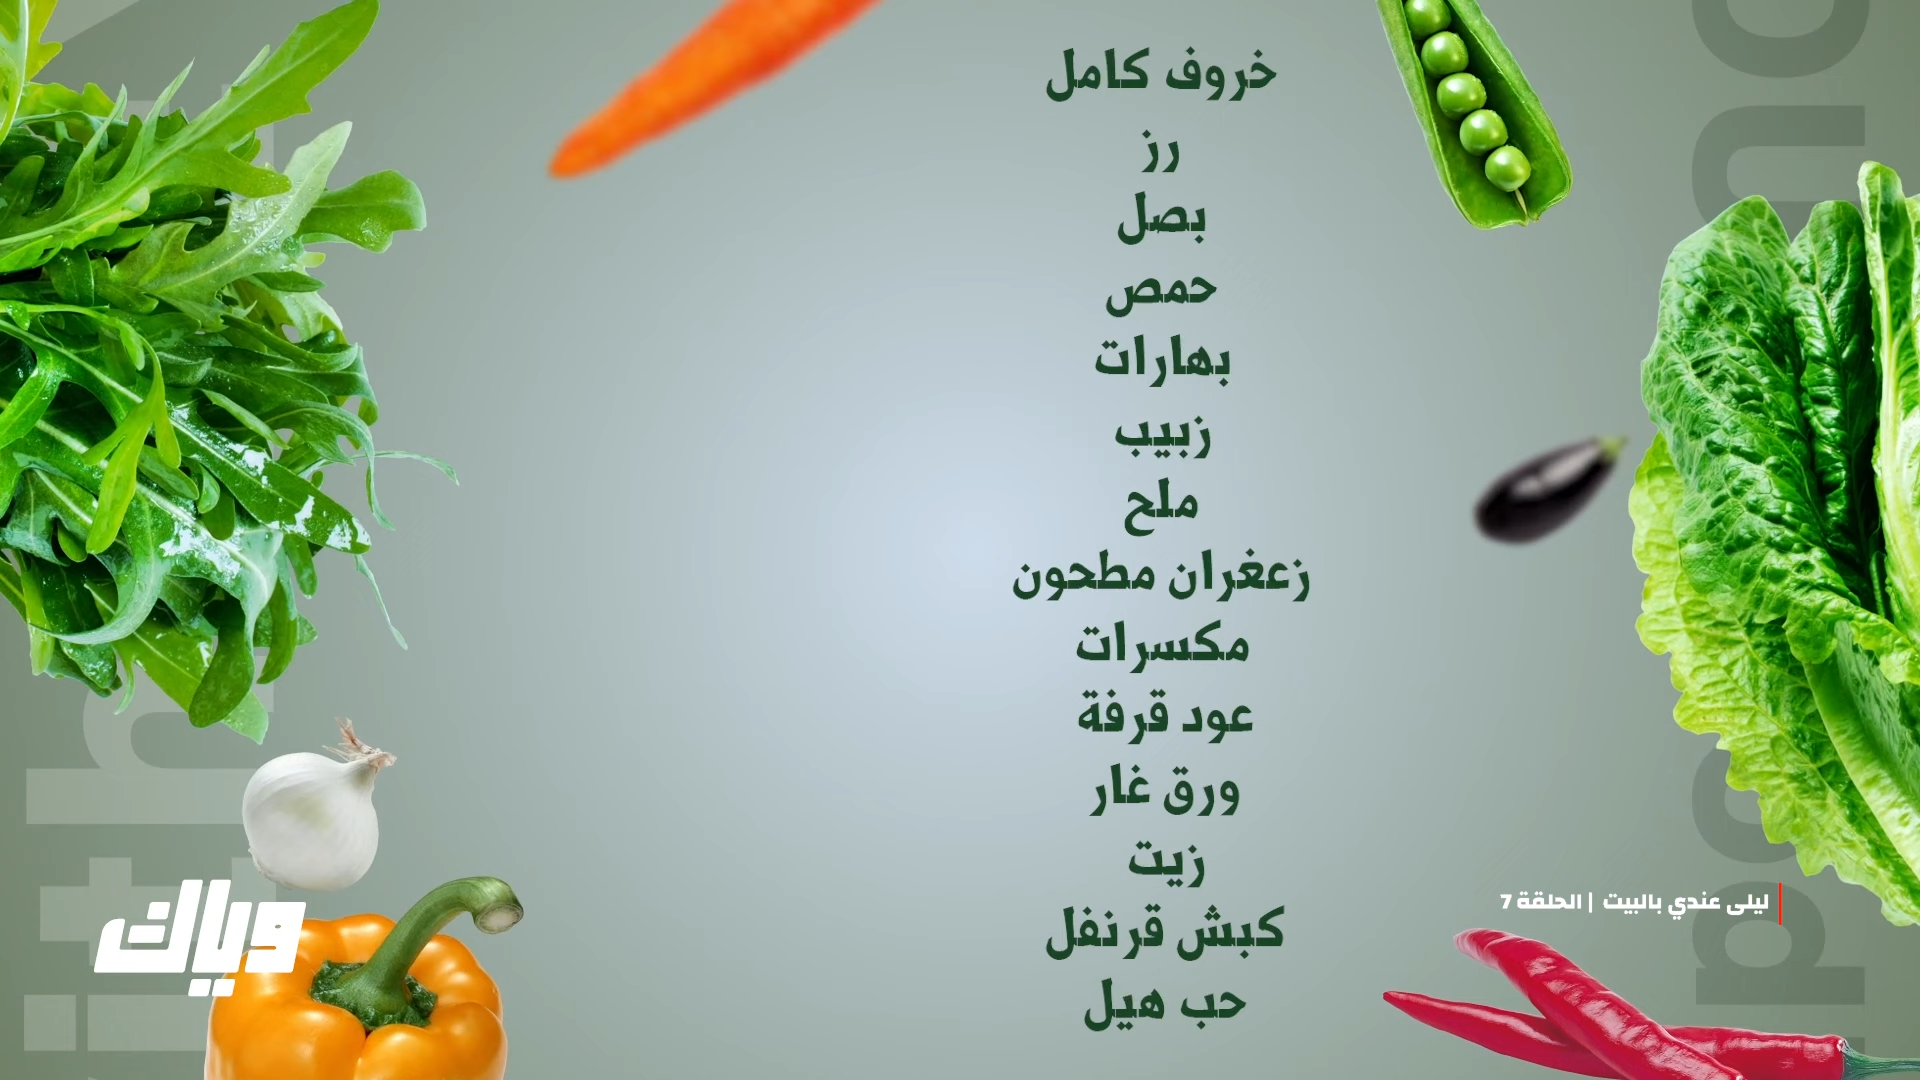 خروف كامل
رز
بصل
حمص
بهارات
زبيب
ملح
زعغران مطحون
مكسرات
عود قرفة
ورق غار
زيت
كبش قرنفل
حب هيل
ليلى عندي بالبيت | الحلقة 7
وياك